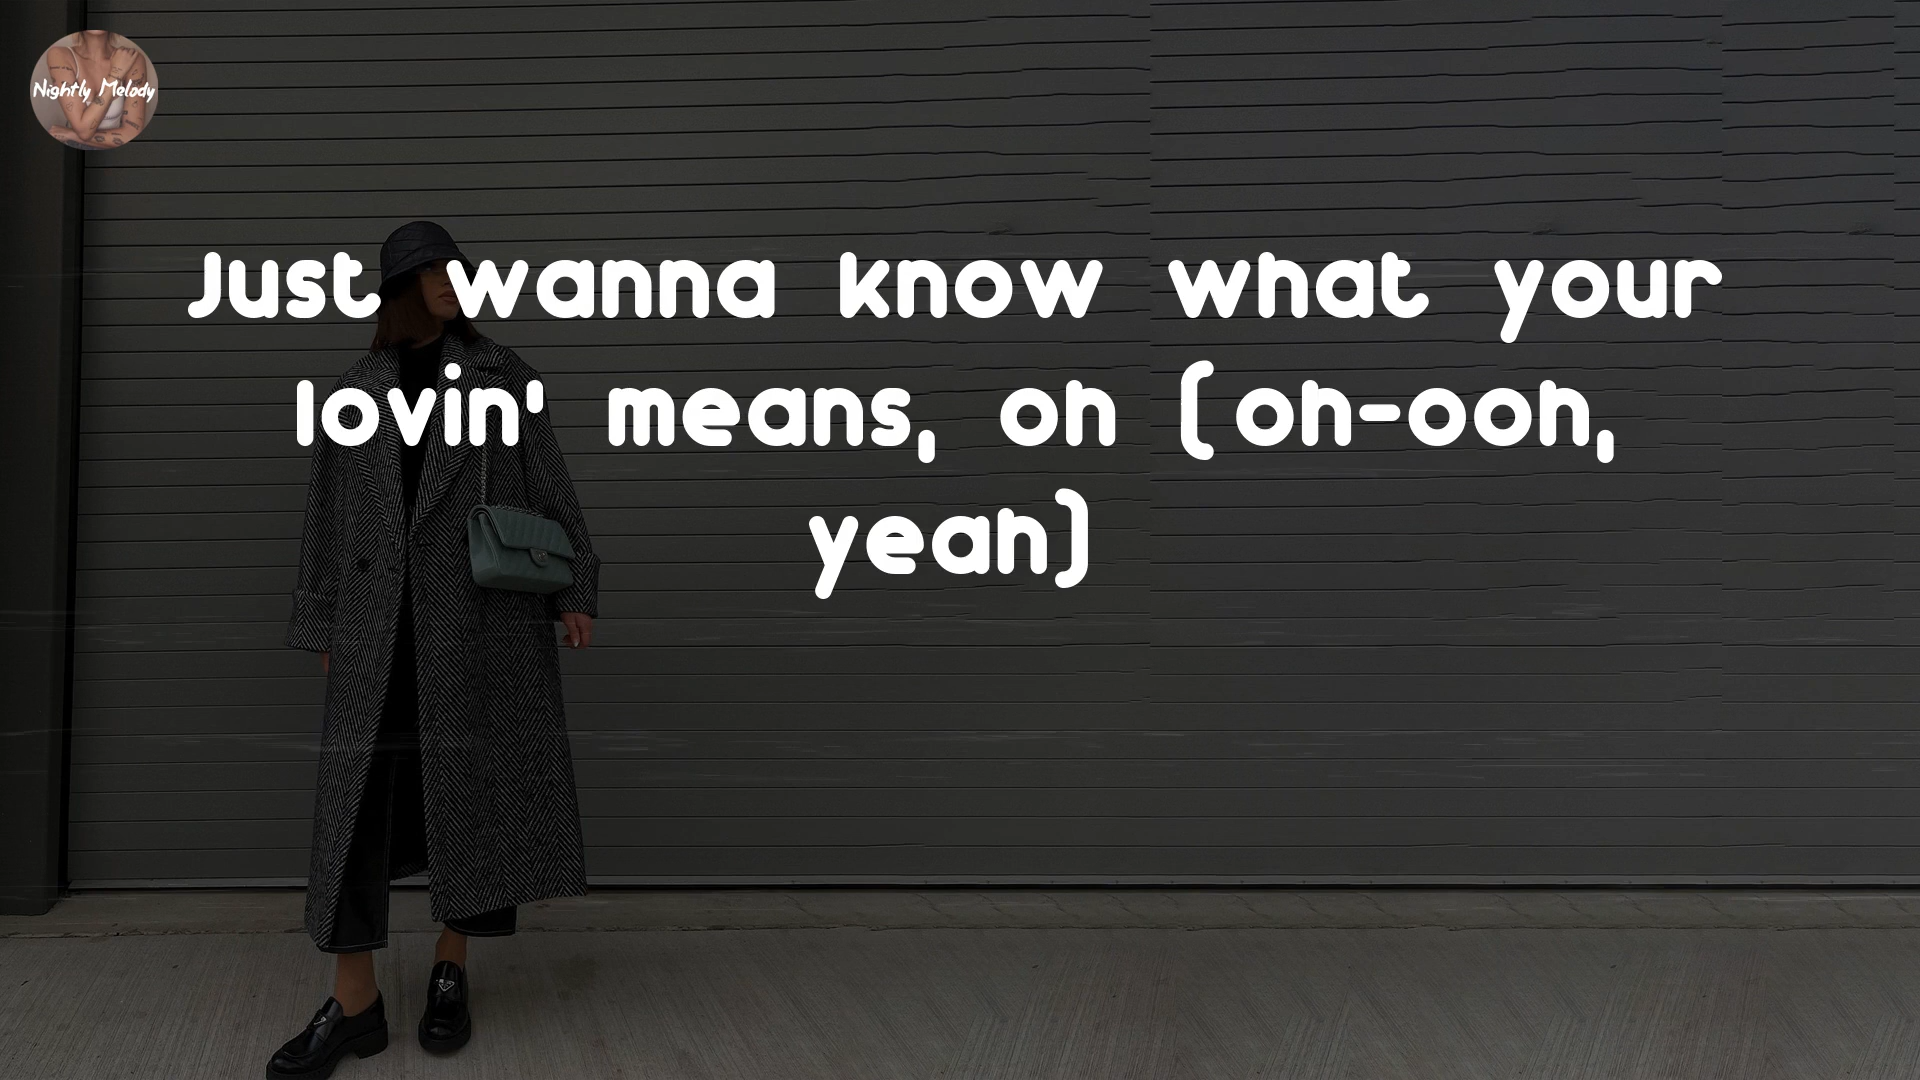 Nightly Melody
Just wanna know what your
lovin' means, oh (oh-ooh,
yeah)